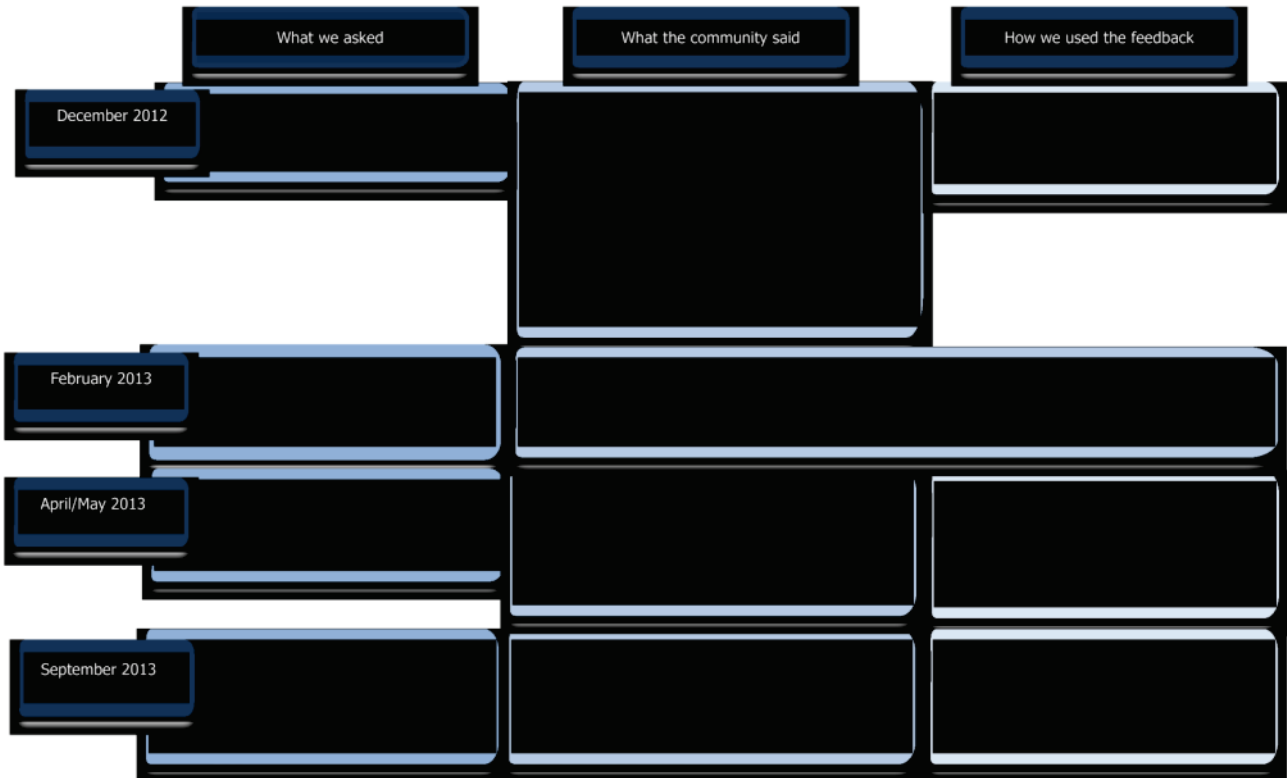 What we asked
What the community said
How we used the feedback
December 2012
February 2013
April/May 2013
September 2013